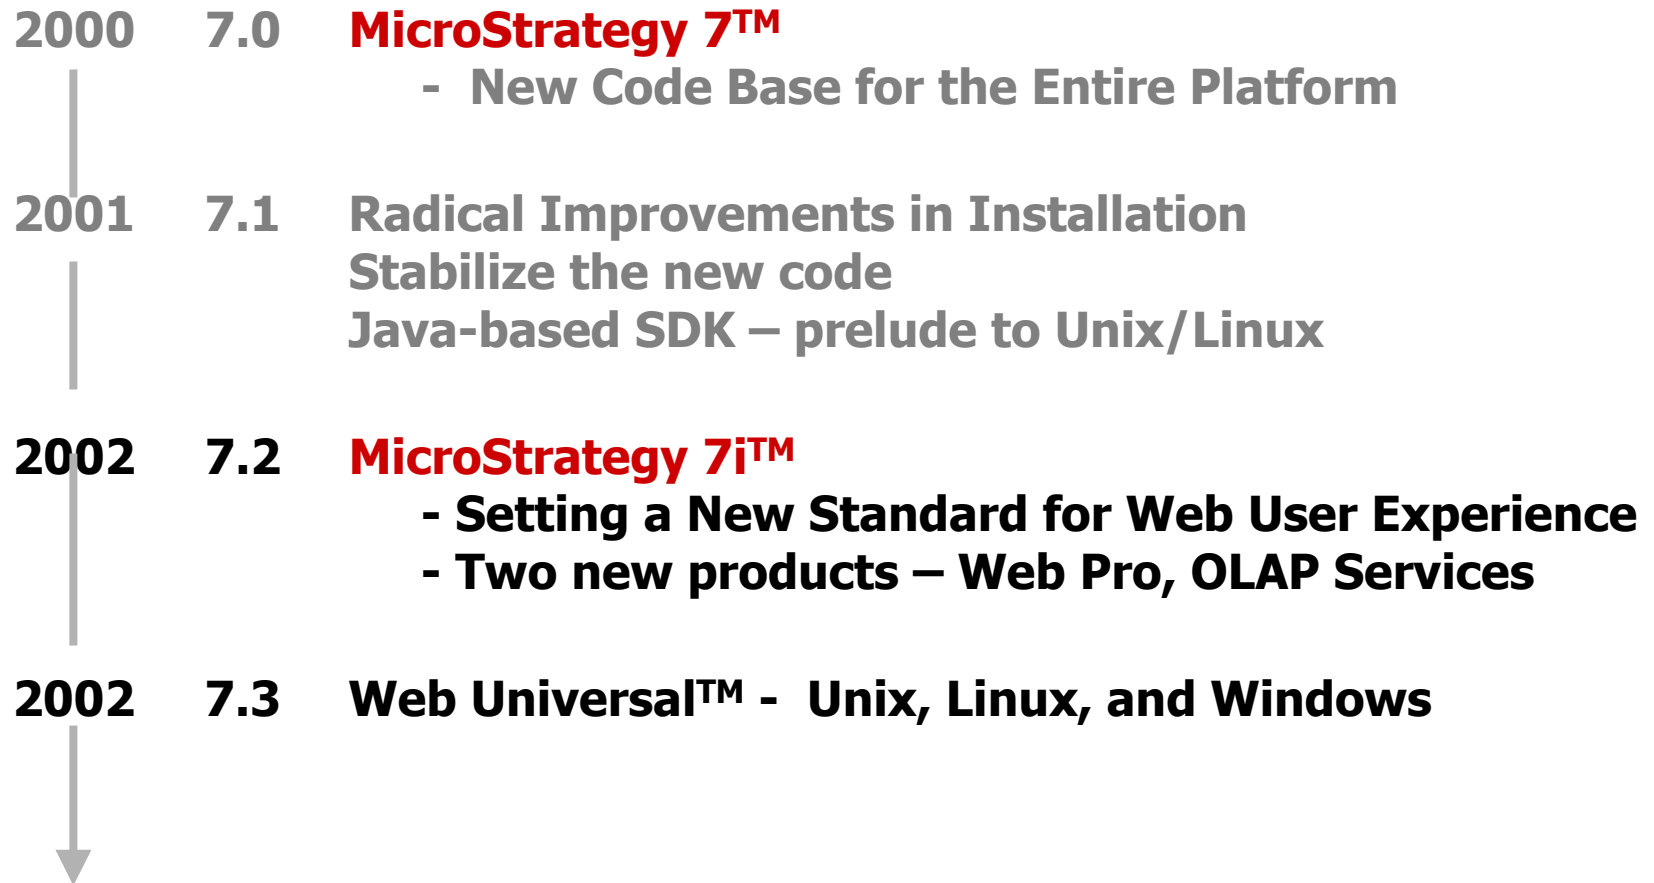 2000 7.0 MicroStrategy 7™
- New Code Base for the Entire Platform
2001 7.1 Radical Improvements in Installation
Stabilize the new code
Java-based SDK – prelude to Unix/Linux
2002 7.2 MicroStrategy 7i™
- Setting a New Standard for Web User Experience
- Two new products – Web Pro, OLAP Services
2002 7.3 Web Universal™ - Unix, Linux, and Windows